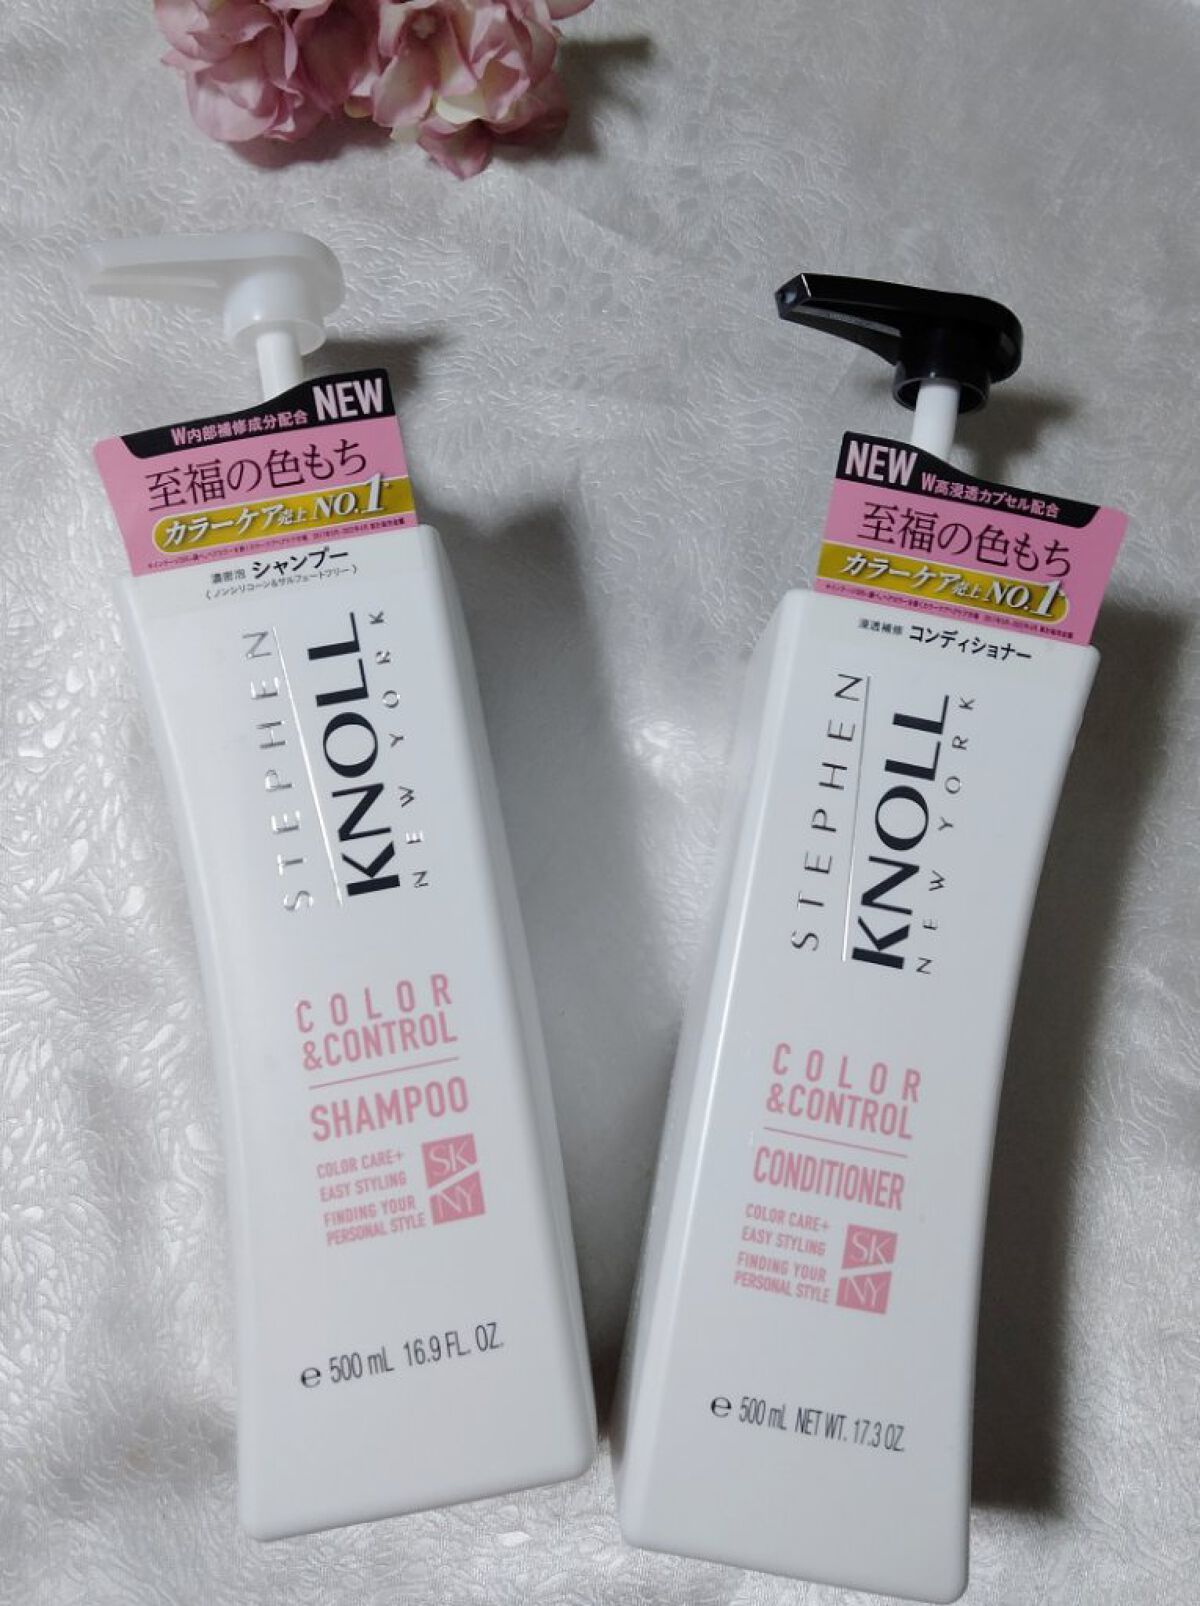 NEW
W内部補修成分配合
至福の色もち
カラーケア売上 NO.1
濃密泡 シャンプー
(ノンシリコーン&サルフェートフリー)
STEPHEN
KNOLL
NEW YORK
COLOR
&CONTROL
SHAMPOO
COLOR CARE+
EASY STYLING
FINDING YOUR
PERSONAL STYLE
SK
NY
e 500 mL 16.9 FL. OZ.
NEW
W高浸透カプセル配合
至福の色もち
カラーケア売上 NO.1
浸透補修 コンディショナー
STEPHEN
KNOLL
NEW YORK
COLOR
&CONTROL
CONDITIONER
COLOR CARE+
EASY STYLING
FINDING YOUR
PERSONAL STYLE
SK
NY
e 500 mL NET WT. 17.3 OZ.